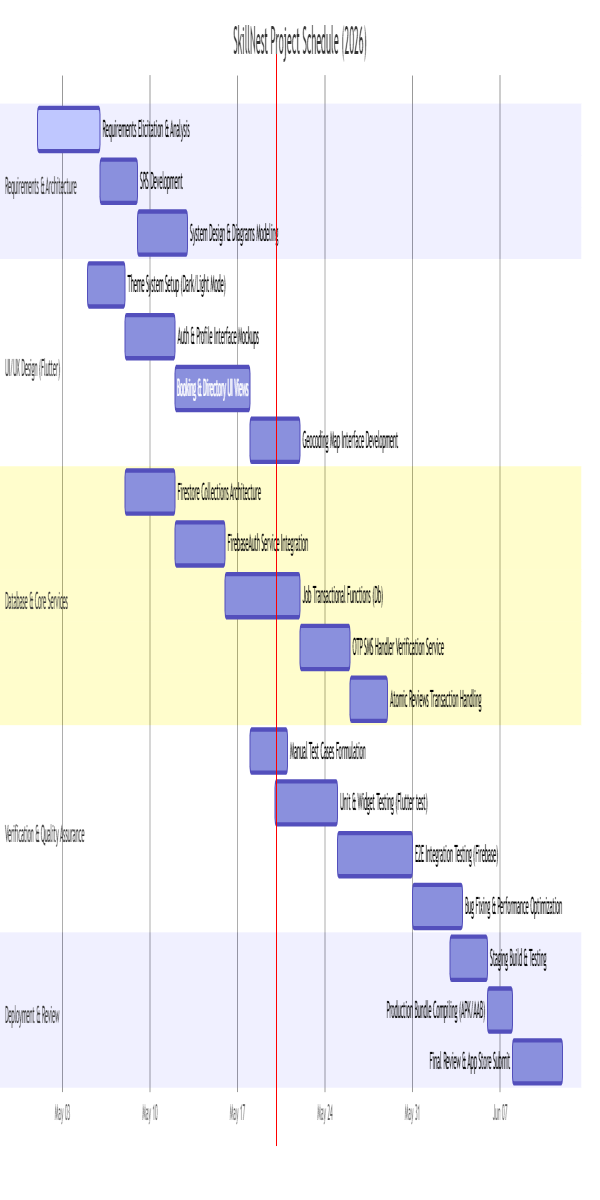 SkillNest Project Schedule (2026)
Requirements Elicitation & Analysis
Requirements & Architecture
SRS Development
System Design & Diagrams Modeling
Theme System Setup (Dark/Light Mode)
Auth & Profile Interface Mockups
UI/UX Design (Flutter)
Booking & Directory UI Views
Geocoding Map Interface Development
Firestore Collections Architecture
FirebaseAuth Service Integration
Database & Core Services
Job Transactional Functions (Db)
OTP SMS Handler Verification Service
Atomic Reviews Transaction Handling
Manual Test Cases Formulation
Unit & Widget Testing (Flutter test)
Verification & Quality Assurance
E2E Integration Testing (Firebase)
Bug Fixing & Performance Optimization
Staging Build & Testing
Deployment & Review
Production Bundle Compiling (APK/AAB)
Final Review & App Store Submit
May 03 May 10 May 17 May 24 May 31 Jun 07